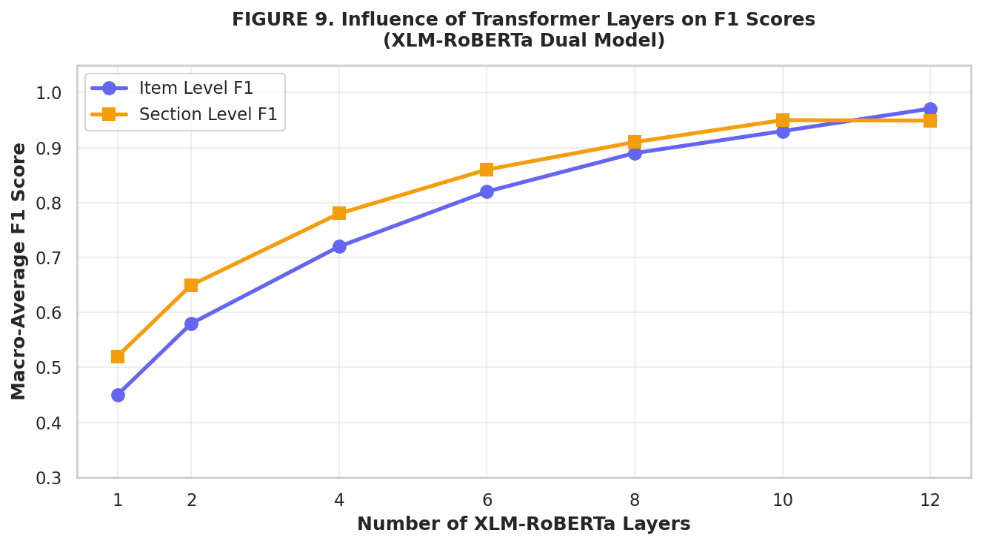 FIGURE 9. Influence of Transformer Layers on F1 Scores
(XLM-RoBERTa Dual Model)
Item Level F1
Section Level F1
Macro-Average F1 Score
1.0
0.9
0.8
0.7
0.6
0.5
0.4
0.3
1 2 4 6 8 10 12
Number of XLM-RoBERTa Layers